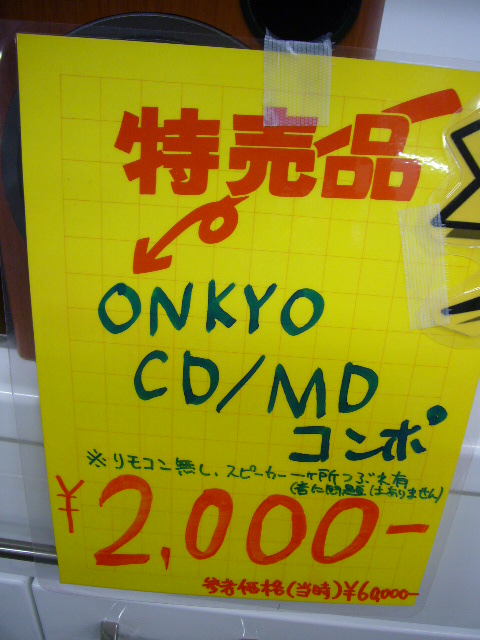 特売品
ONKYO
CD/MD
コンポ
※リモコン無し、スピーカー一ヶ所つぶれ有
(音に問題はありません)
¥2,000-
参考価格(当時)¥60,000-